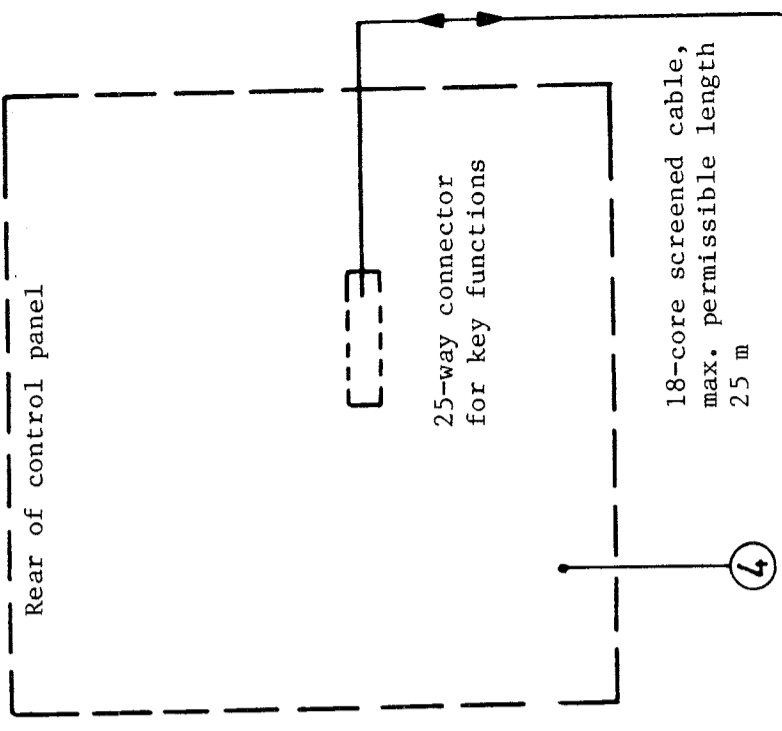 Rear of control panel
25-way connector
for key functions
18-core screened cable,
max. permissible length
25 m
4